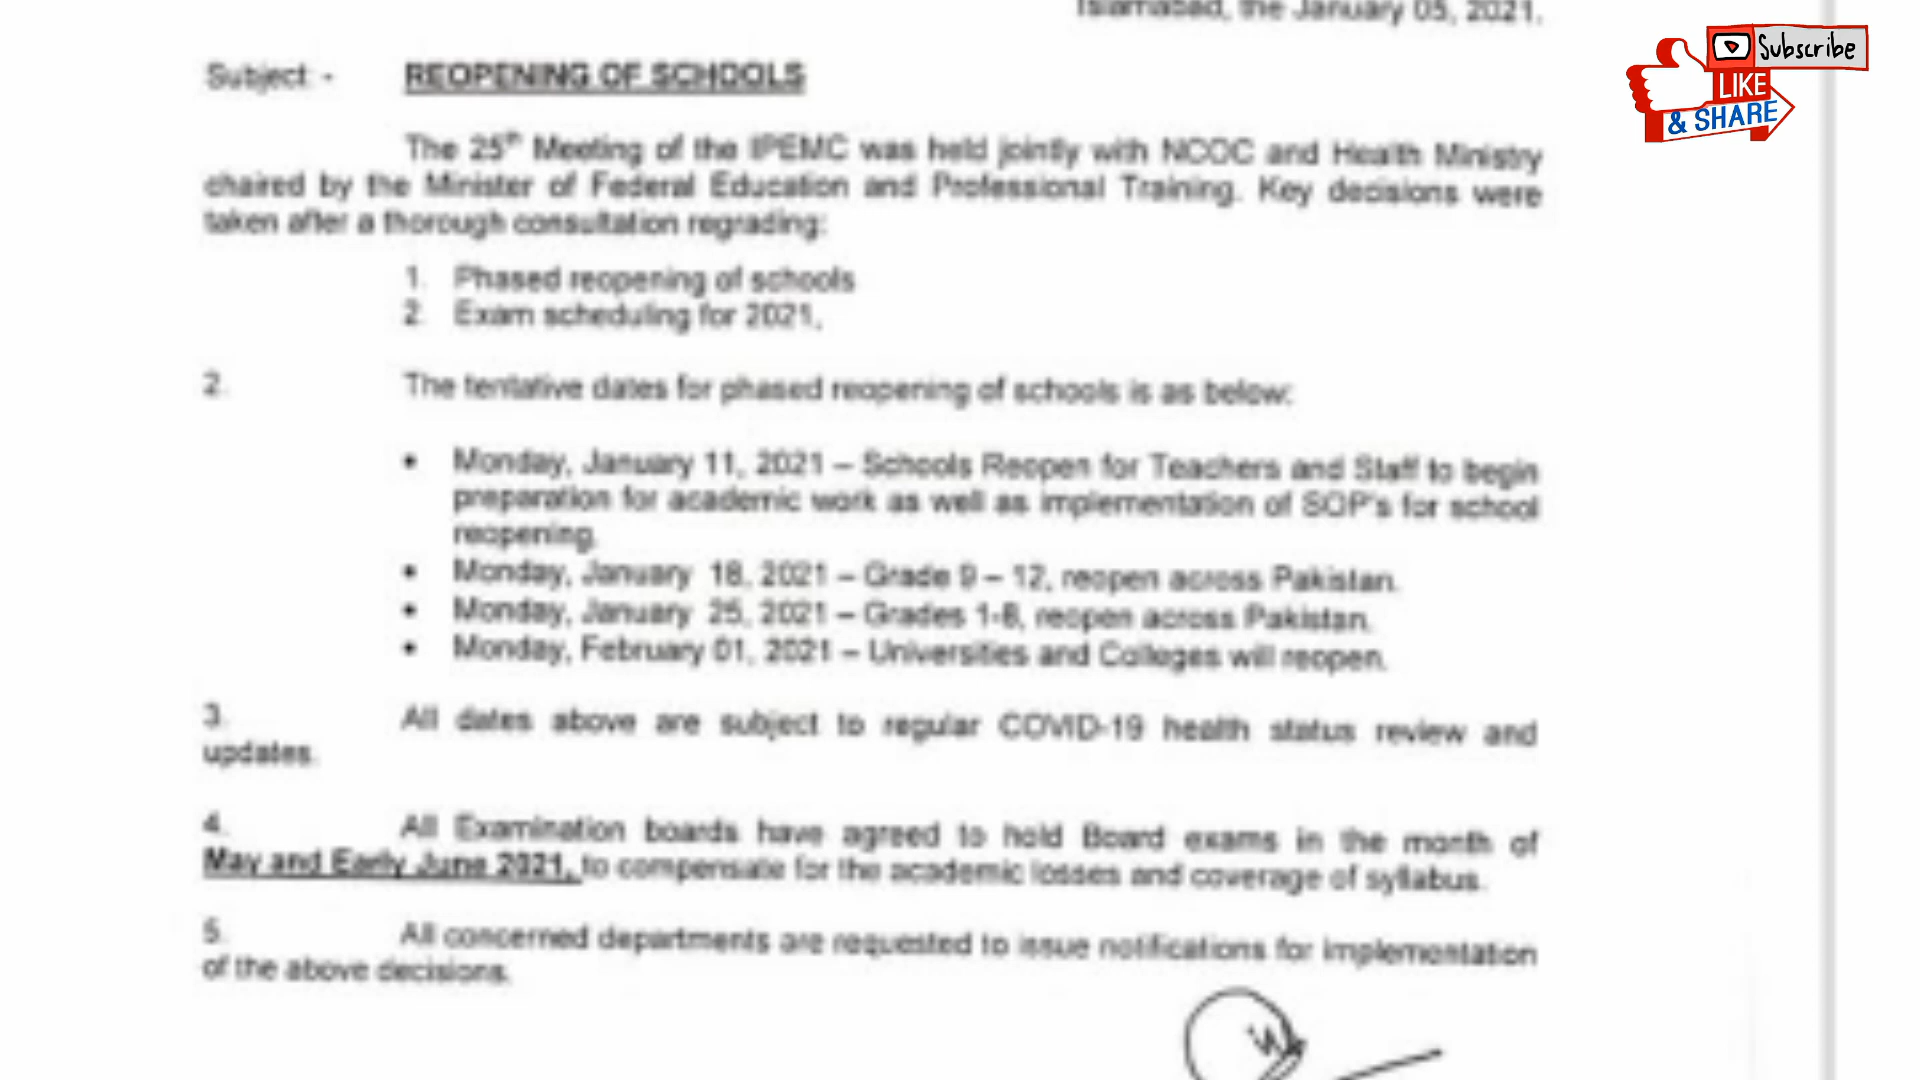 Islamabad, the January 05, 2021.
Subject:- REOPENING OF SCHOOLS
The 25th Meeting of the IPEMC was held jointly with NCOC and Health Ministry
chaired by the Minister of Federal Education and Professional Training. Key decisions were
taken after a thorough consultation regrading:
1. Phased reopening of schools
2. Exam scheduling for 2021,
2. The tentative dates for phased reopening of schools is as below:
• Monday, January 11, 2021 – Schools Reopen for Teachers and Staff to begin
preparation for academic work as well as implementation of SOP's for school
reopening.
• Monday, January 18, 2021 – Grade 9 – 12, reopen across Pakistan.
• Monday, January 25, 2021 – Grades 1-8, reopen across Pakistan.
• Monday, February 01, 2021 – Universities and Colleges will reopen.
3. All dates above are subject to regular COVID-19 health status review and
updates.
4. All Examination boards have agreed to hold Board exams in the month of
May and Early June 2021, to compensate for the academic losses and coverage of syllabus.
5. All concerned departments are requested to issue notifications for implementation
of the above decisions.
Subscribe
LIKE
& SHARE